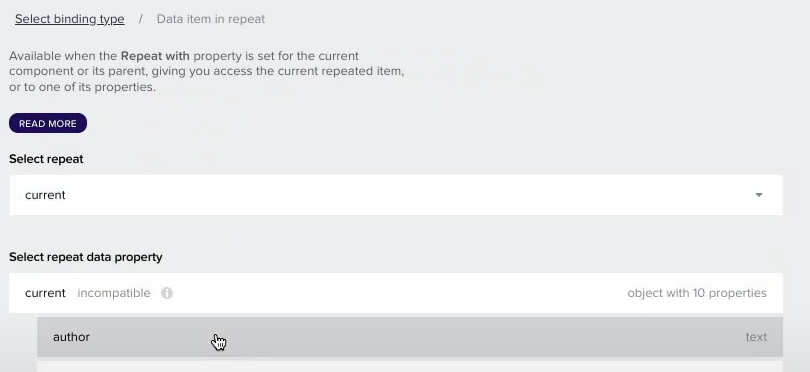 Select binding type / Data item in repeat
Available when the Repeat with property is set for the current
component or its parent, giving you access the current repeated item,
or to one of its properties.
READ MORE
Select repeat
current
Select repeat data property
current incompatible object with 10 properties
author text